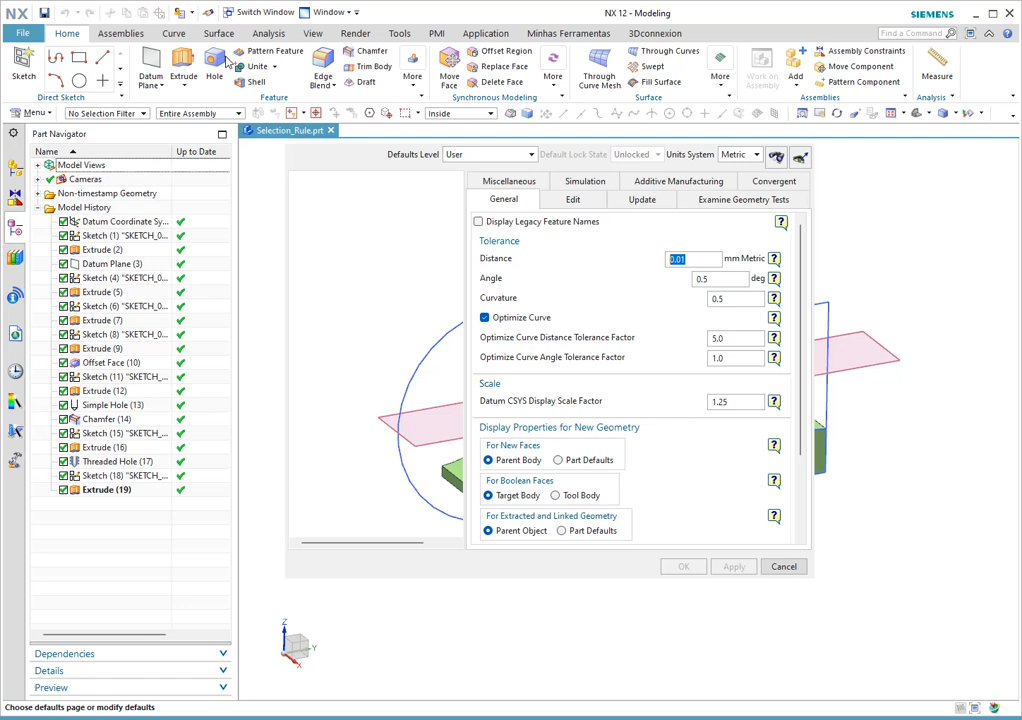 NX Switch Window Window NX 12 - Modeling SIEMENS
File Home Assemblies Curve Surface Analysis View Render Tools PMI Application Minhas Ferramentas 3Dconnexion Find a Command
Sketch Datum Plane Extrude Hole Pattern Feature Unite Shell Edge Blend Chamfer Trim Body Draft More Move Face Offset Region Replace Face Delete Face More Through Curve Mesh Through Curves Swept Fill Surface More Work on Assembly Add Assembly Constraints Move Component Pattern Component Measure
Direct Sketch Feature Synchronous Modeling Surface Assemblies Analysis
Menu No Selection Filter Entire Assembly Inside
Part Navigator
Selection_Rule.prt
Name Up to Date
Model Views
Cameras
Non-timestamp Geometry
Model History
Datum Coordinate Sy...
Sketch (1) "SKETCH_0...
Extrude (2)
Datum Plane (3)
Sketch (4) "SKETCH_0...
Extrude (5)
Sketch (6) "SKETCH_0...
Extrude (7)
Sketch (8) "SKETCH_0...
Extrude (9)
Offset Face (10)
Sketch (11) "SKETCH_...
Extrude (12)
Simple Hole (13)
Chamfer (14)
Sketch (15) "SKETCH_...
Extrude (16)
Threaded Hole (17)
Sketch (18) "SKETCH_...
Extrude (19)
Dependencies
Details
Preview
Defaults Level User Default Lock State Unlocked Units System Metric
Miscellaneous Simulation Additive Manufacturing Convergent
General Edit Update Examine Geometry Tests
Display Legacy Feature Names ?
Tolerance
Distance 0.01 mm Metric ?
Angle 0.5 deg ?
Curvature 0.5 ?
Optimize Curve ?
Optimize Curve Distance Tolerance Factor 5.0 ?
Optimize Curve Angle Tolerance Factor 1.0 ?
Scale
Datum CSYS Display Scale Factor 1.25 ?
Display Properties for New Geometry
For New Faces ?
Parent Body Part Defaults
For Boolean Faces ?
Target Body Tool Body
For Extracted and Linked Geometry ?
Parent Object Part Defaults
OK Apply Cancel
Z
Y
X
Choose defaults page or modify defaults